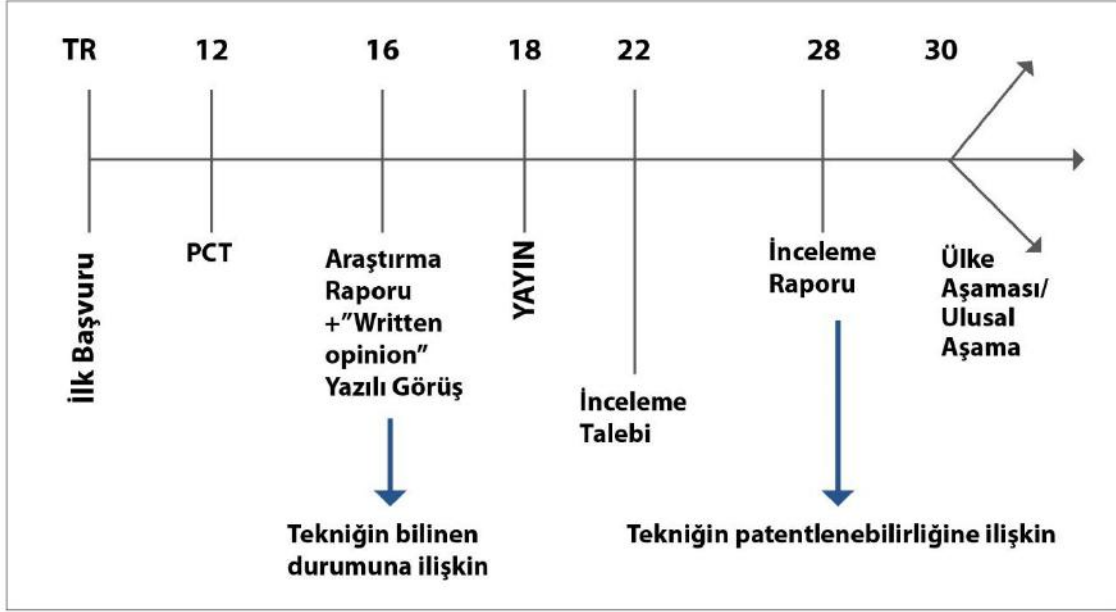 TR 12 16 18 22 28 30
İlk Başvuru
PCT
Araştırma
Raporu
+"Written
opinion"
Yazılı Görüş
YAYIN
İnceleme
Talebi
İnceleme
Raporu
Ülke
Aşaması/
Ulusal
Aşama
Tekniğin bilinen
durumuna ilişkin
Tekniğin patentlenebilirliğine ilişkin